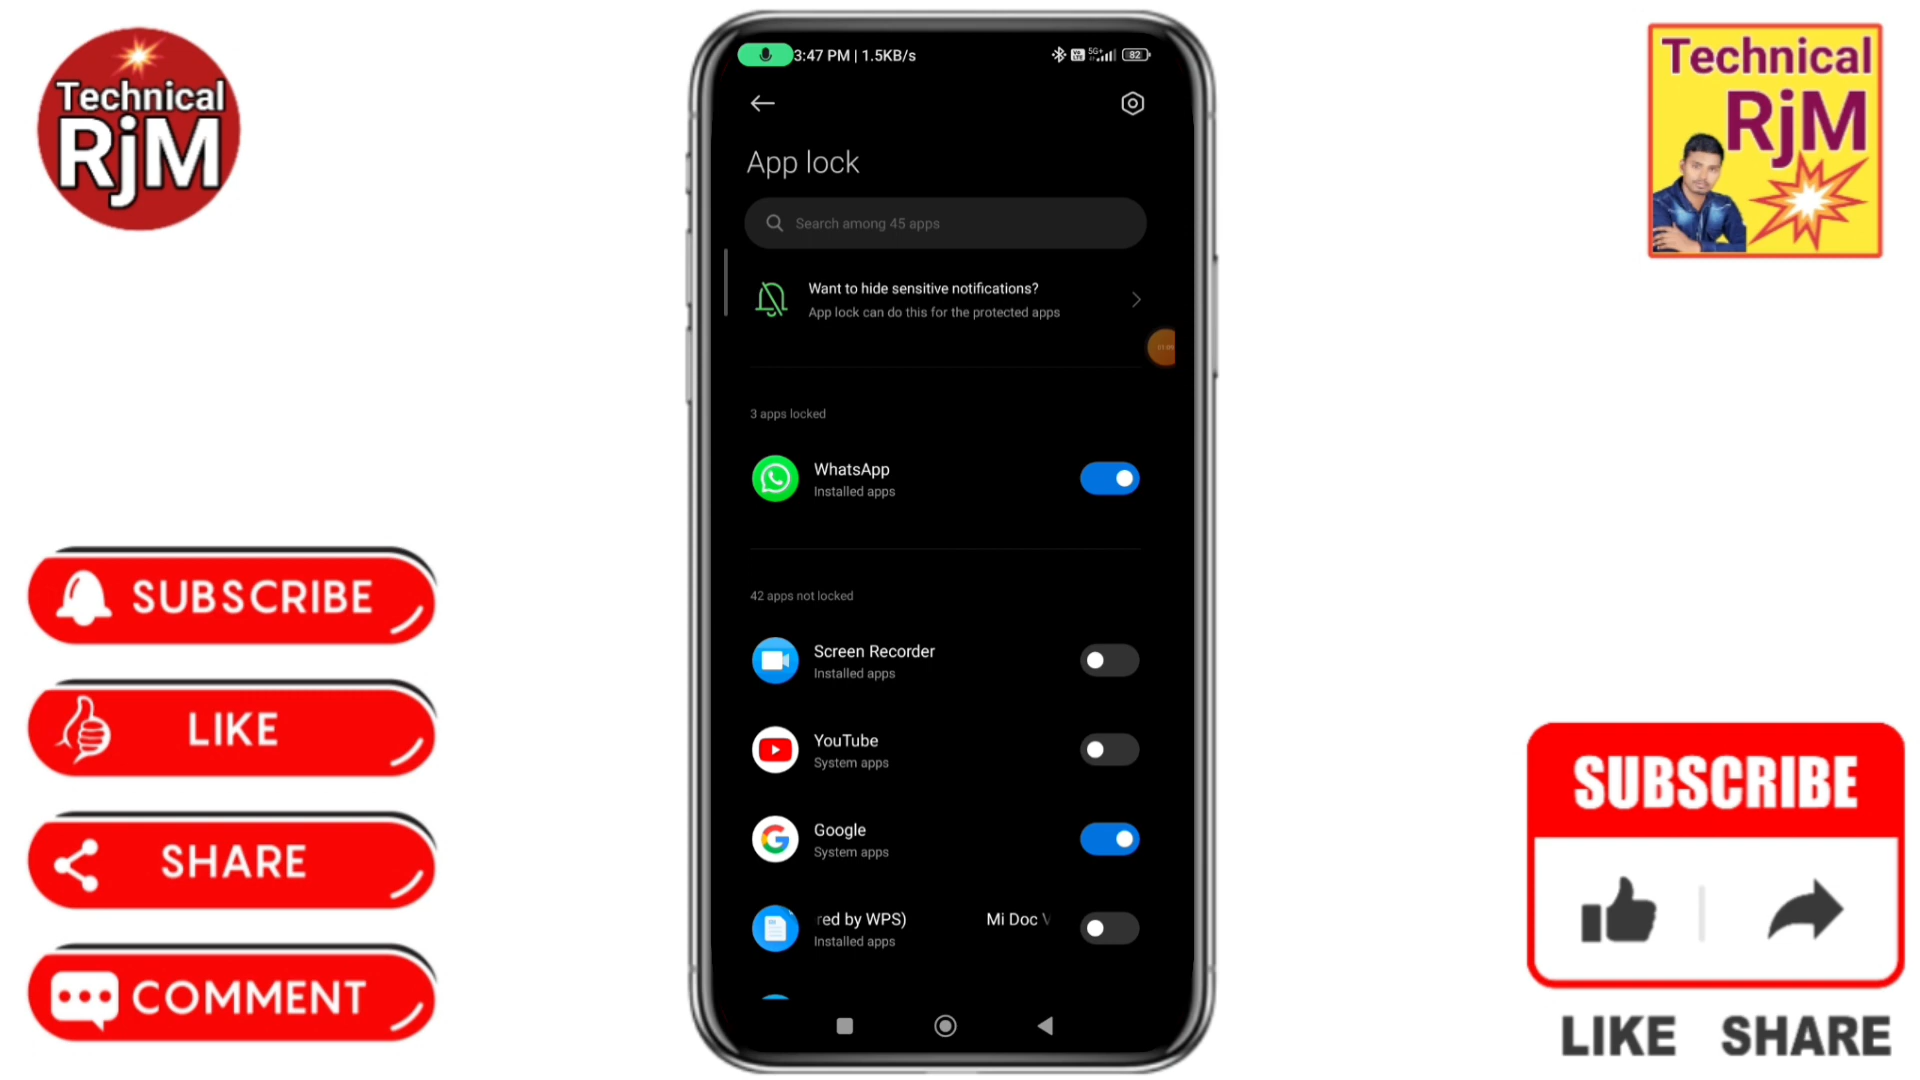 Technical
RjM
3:47 PM | 1.5KB/s
5G+
82
Technical
RjM
App lock
Search among 45 apps
Want to hide sensitive notifications?
App lock can do this for the protected apps
3 apps locked
WhatsApp
Installed apps
42 apps not locked
Screen Recorder
Installed apps
YouTube
System apps
Google
System apps
red by WPS) Mi Doc V
Installed apps
SUBSCRIBE
LIKE
SHARE
COMMENT
SUBSCRIBE
LIKE SHARE